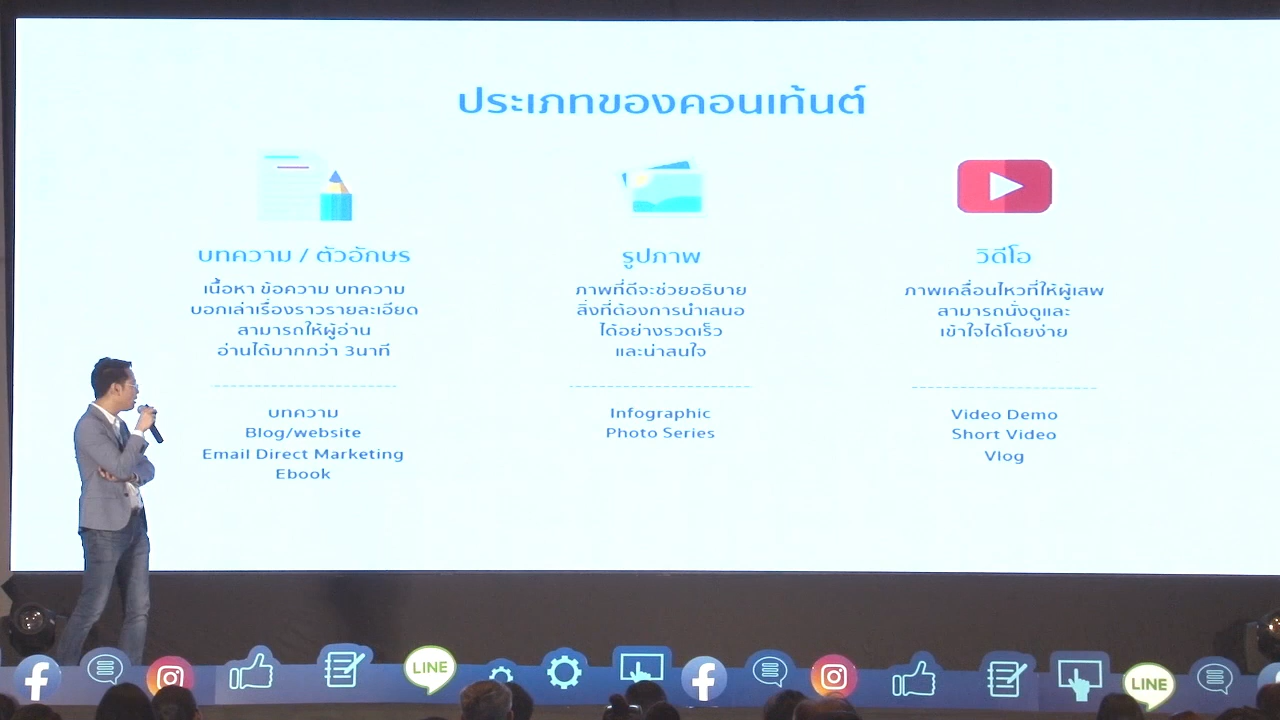 ประเภทของคอนเท้นต์
บทความ / ตัวอักษร
เนื้อหา ข้อความ บทความ
บอกเล่าเรื่องราวรายละเอียด
สามารถให้ผู้อ่าน
อ่านได้มากกว่า 3นาที
บทความ
Blog/website
Email Direct Marketing
Ebook
รูปภาพ
ภาพที่ดีจะช่วยอธิบาย
สิ่งที่ต้องการนำเสนอ
ได้อย่างรวดเร็ว
และน่าสนใจ
Infographic
Photo Series
วิดีโอ
ภาพเคลื่อนไหวที่ให้ผู้เสพ
สามารถนั่งดูและ
เข้าใจได้โดยง่าย
Video Demo
Short Video
Vlog
LINE
LINE